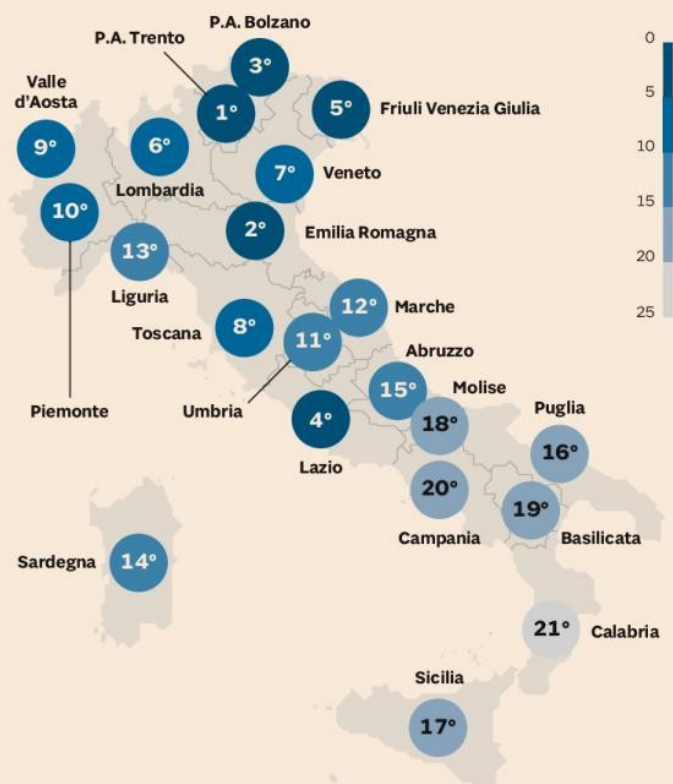 P.A. Bolzano
P.A. Trento
3°
0
Valle
d'Aosta
1°
5°
Friuli Venezia Giulia
5
9°
6°
10
Lombardia
7°
Veneto
10°
2°
Emilia Romagna
15
13°
20
Liguria
12°
Marche
25
Toscana
8°
11°
Abruzzo
15°
Molise
Piemonte
Umbria
4°
18°
Puglia
Lazio
16°
20°
19°
Campania
Basilicata
Sardegna
14°
21°
Calabria
Sicilia
17°